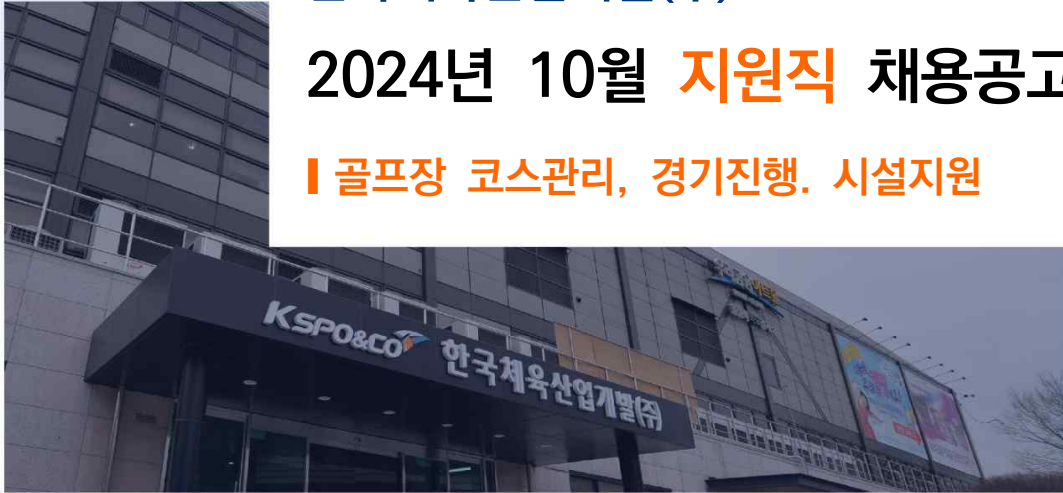 2024년 10월 지원직 채용공고
골프장 코스관리, 경기진행. 시설지원
KSPO&CO 한국체육산업개발(주)